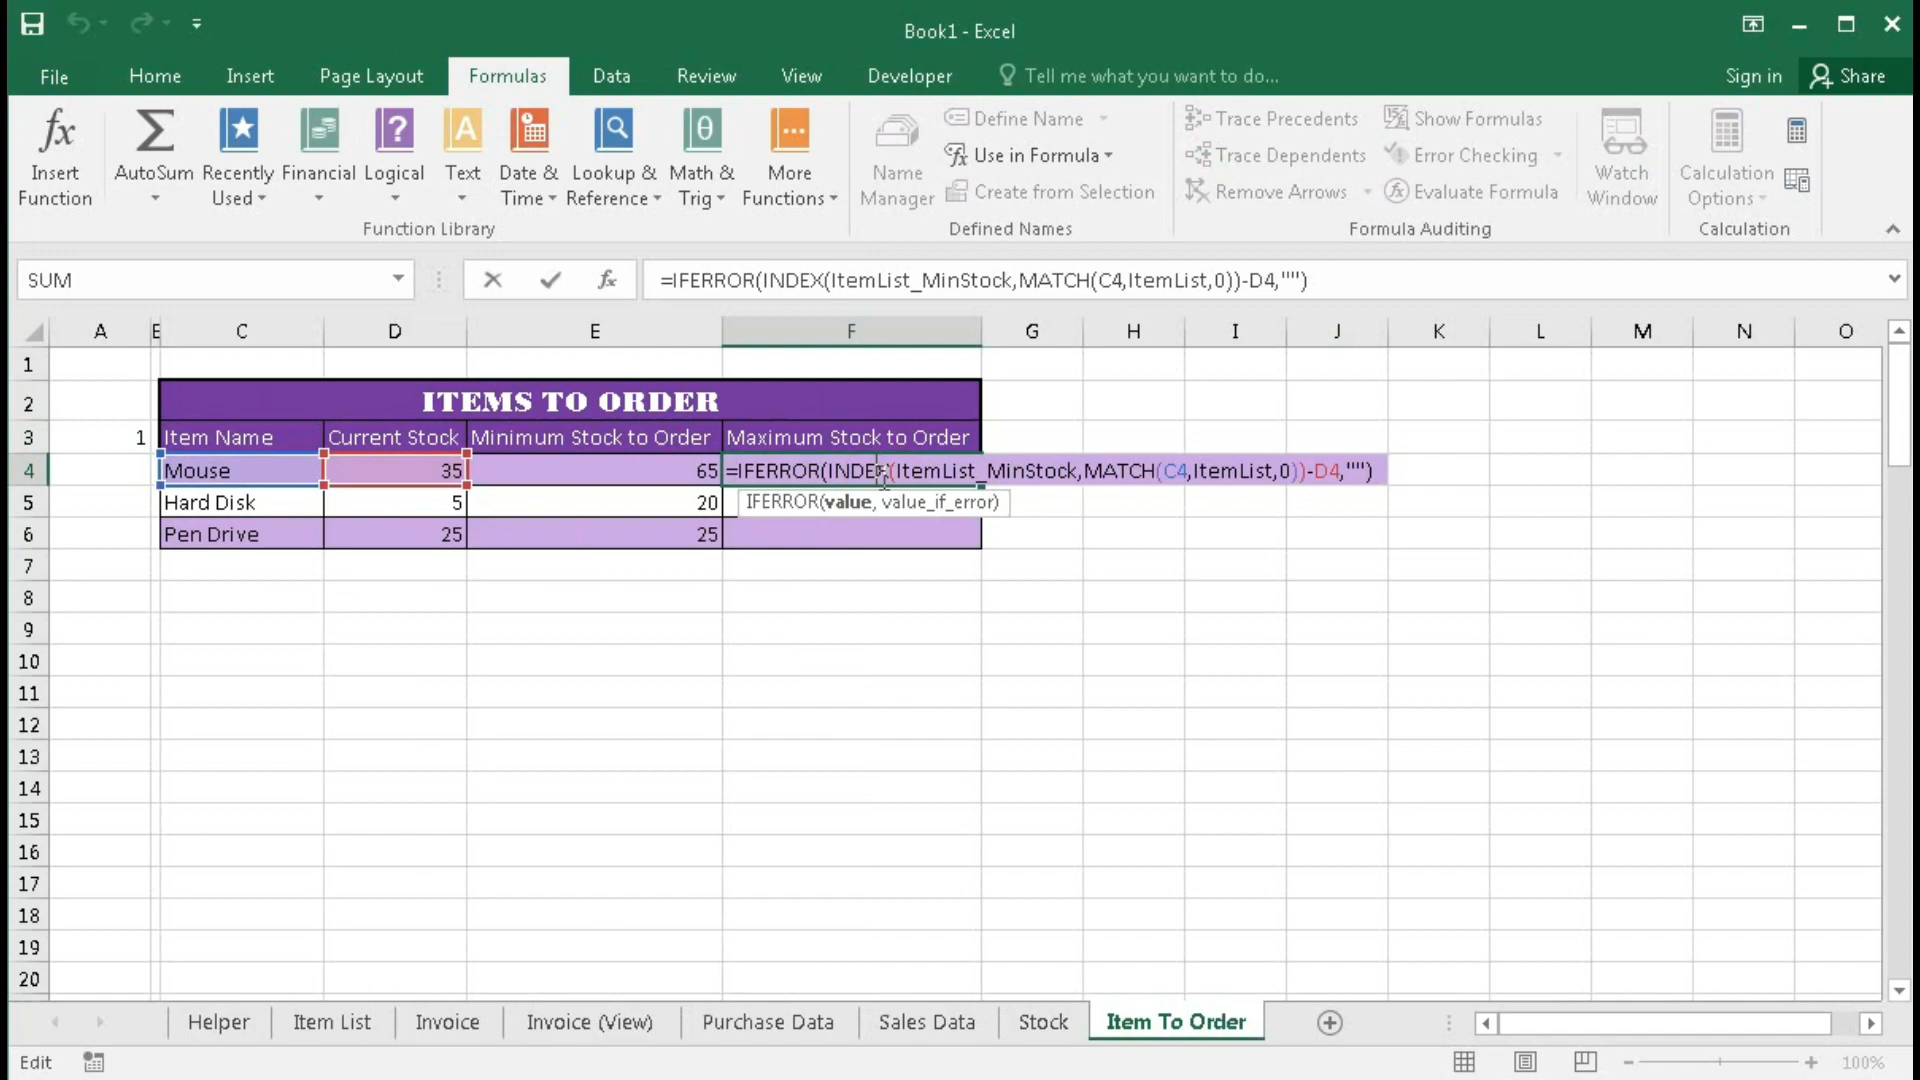 Book1 - Excel
File Home Insert Page Layout Formulas Data Review View Developer Tell me what you want to do... Sign in Share
fx Insert Function
AutoSum
Recently Used
Financial
Logical
Text
Date & Time
Lookup & Reference
Math & Trig
More Functions
Function Library
Name Manager
Define Name
Use in Formula
Create from Selection
Defined Names
Trace Precedents
Trace Dependents
Remove Arrows
Show Formulas
Error Checking
Evaluate Formula
Formula Auditing
Watch Window
Calculation Options
Calculation
SUM fx =IFERROR(INDEX(ItemList_MinStock,MATCH(C4,ItemList,0))-D4,"")
A C D E F G H I J K L M N O
1
2 ITEMS TO ORDER
3 1 Item Name Current Stock Minimum Stock to Order Maximum Stock to Order
4 Mouse 35 65 =IFERROR(INDEX(ItemList_MinStock,MATCH(C4,ItemList,0))-D4,"")
5 Hard Disk 5 20 IFERROR(value, value_if_error)
6 Pen Drive 25 25
7
8
9
10
11
12
13
14
15
16
17
18
19
20
Helper Item List Invoice Invoice (View) Purchase Data Sales Data Stock Item To Order
Edit 100%